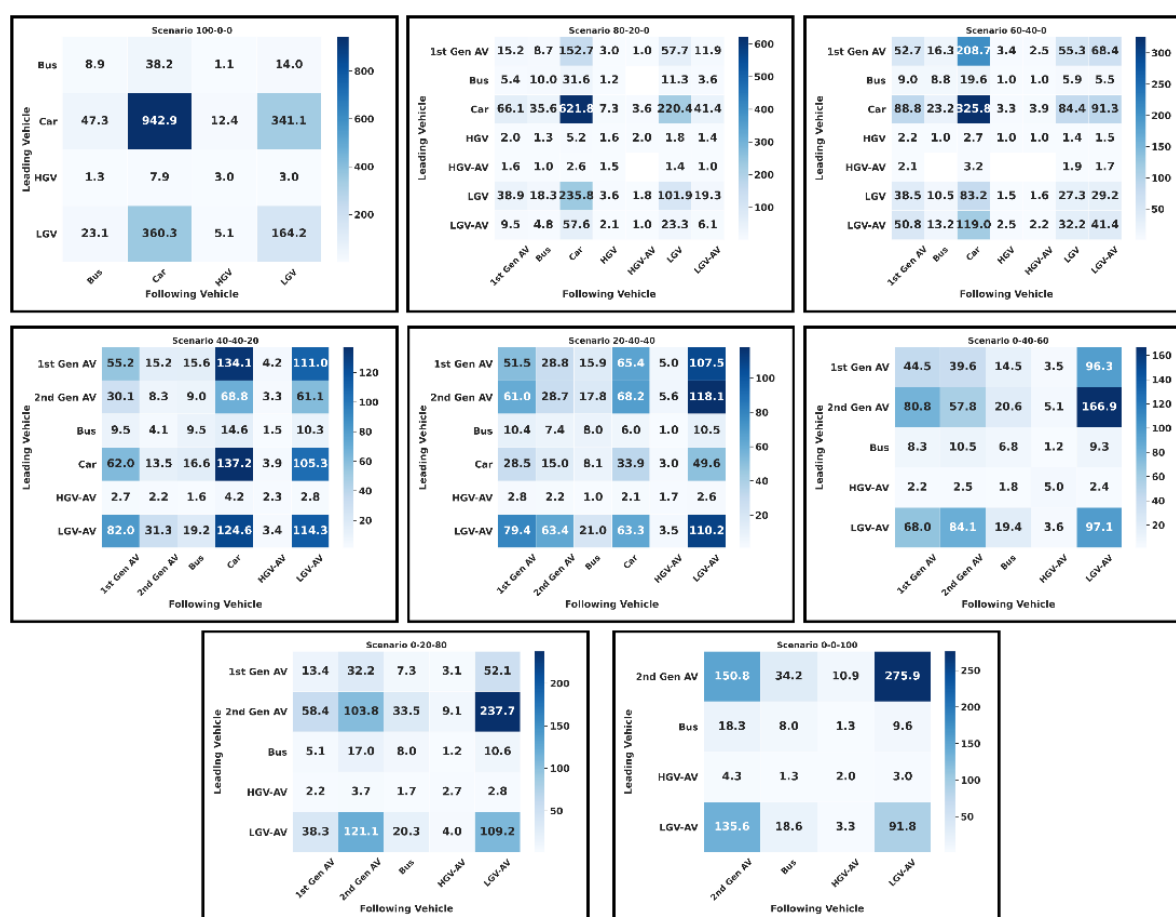 Scenario 100-0-0
Leading Vehicle
Bus 8.9 38.2 1.1 14.0
Car 47.3 942.9 12.4 341.1
HGV 1.3 7.9 3.0 3.0
LGV 23.1 360.3 5.1 164.2
Bus Car HGV LGV
Following Vehicle
800
600
400
200
Scenario 80-20-0
Leading Vehicle
1st Gen AV 15.2 8.7 152.7 3.0 1.0 57.7 11.9
Bus 5.4 10.0 31.6 1.2 11.3 3.6
Car 66.1 35.6 621.8 7.3 3.6 220.4 41.4
HGV 2.0 1.3 5.2 1.6 2.0 1.8 1.4
HGV-AV 1.6 1.0 2.6 1.5 1.4 1.0
LGV 38.9 18.3 235.8 3.6 1.8 101.9 19.3
LGV-AV 9.5 4.8 57.6 2.1 1.0 23.3 6.1
1st Gen AV Bus Car HGV HGV-AV LGV LGV-AV
Following Vehicle
600
500
400
300
200
100
Scenario 60-40-0
Leading Vehicle
1st Gen AV 52.7 16.3 208.7 3.4 2.5 55.3 68.4
Bus 9.0 8.8 19.6 1.0 1.0 5.9 5.5
Car 88.8 23.2 325.8 3.3 3.9 84.4 91.3
HGV 2.2 1.0 2.7 1.0 1.0 1.4 1.5
HGV-AV 2.1 3.2 1.9 1.7
LGV 38.5 10.5 83.2 1.5 1.6 27.3 29.2
LGV-AV 50.8 13.2 119.0 2.5 2.2 32.2 41.4
1st Gen AV Bus Car HGV HGV-AV LGV LGV-AV
Following Vehicle
300
250
200
150
100
50
Scenario 40-40-20
Leading Vehicle
1st Gen AV 55.2 15.2 15.6 134.1 4.2 111.0
2nd Gen AV 30.1 8.3 9.0 68.8 3.3 61.1
Bus 9.5 4.1 9.5 14.6 1.5 10.3
Car 62.0 13.5 16.6 137.2 3.9 105.3
HGV-AV 2.7 2.2 1.6 4.2 2.3 2.8
LGV-AV 82.0 31.3 19.2 124.6 3.4 114.3
1st Gen AV 2nd Gen AV Bus Car HGV-AV LGV-AV
Following Vehicle
120
100
80
60
40
20
Scenario 20-40-40
Leading Vehicle
1st Gen AV 51.5 28.8 15.9 65.4 5.0 107.5
2nd Gen AV 61.0 28.7 17.8 68.2 5.6 118.1
Bus 10.4 7.4 8.0 6.0 1.0 10.5
Car 28.5 15.0 8.1 33.9 3.0 49.6
HGV-AV 2.8 2.2 1.0 2.1 1.7 2.6
LGV-AV 79.4 63.4 21.0 63.3 3.5 110.2
1st Gen AV 2nd Gen AV Bus Car HGV-AV LGV-AV
Following Vehicle
100
80
60
40
20
Scenario 0-40-60
Leading Vehicle
1st Gen AV 44.5 39.6 14.5 3.5 96.3
2nd Gen AV 80.8 57.8 20.6 5.1 166.9
Bus 8.3 10.5 6.8 1.2 9.3
HGV-AV 2.2 2.5 1.8 5.0 2.4
LGV-AV 68.0 84.1 19.4 3.6 97.1
1st Gen AV 2nd Gen AV Bus HGV-AV LGV-AV
Following Vehicle
160
140
120
100
80
60
40
20
Scenario 0-20-80
Leading Vehicle
1st Gen AV 13.4 32.2 7.3 3.1 52.1
2nd Gen AV 58.4 103.8 33.5 9.1 237.7
Bus 5.1 17.0 8.0 1.2 10.6
HGV-AV 2.2 3.7 1.7 2.7 2.8
LGV-AV 38.3 121.1 20.3 4.0 109.2
1st Gen AV 2nd Gen AV Bus HGV-AV LGV-AV
Following Vehicle
200
150
100
50
Scenario 0-0-100
Leading Vehicle
2nd Gen AV 150.8 34.2 10.9 275.9
Bus 18.3 8.0 1.3 9.6
HGV-AV 4.3 1.3 2.0 3.0
LGV-AV 135.6 18.6 3.3 91.8
2nd Gen AV Bus HGV-AV LGV-AV
Following Vehicle
250
200
150
100
50